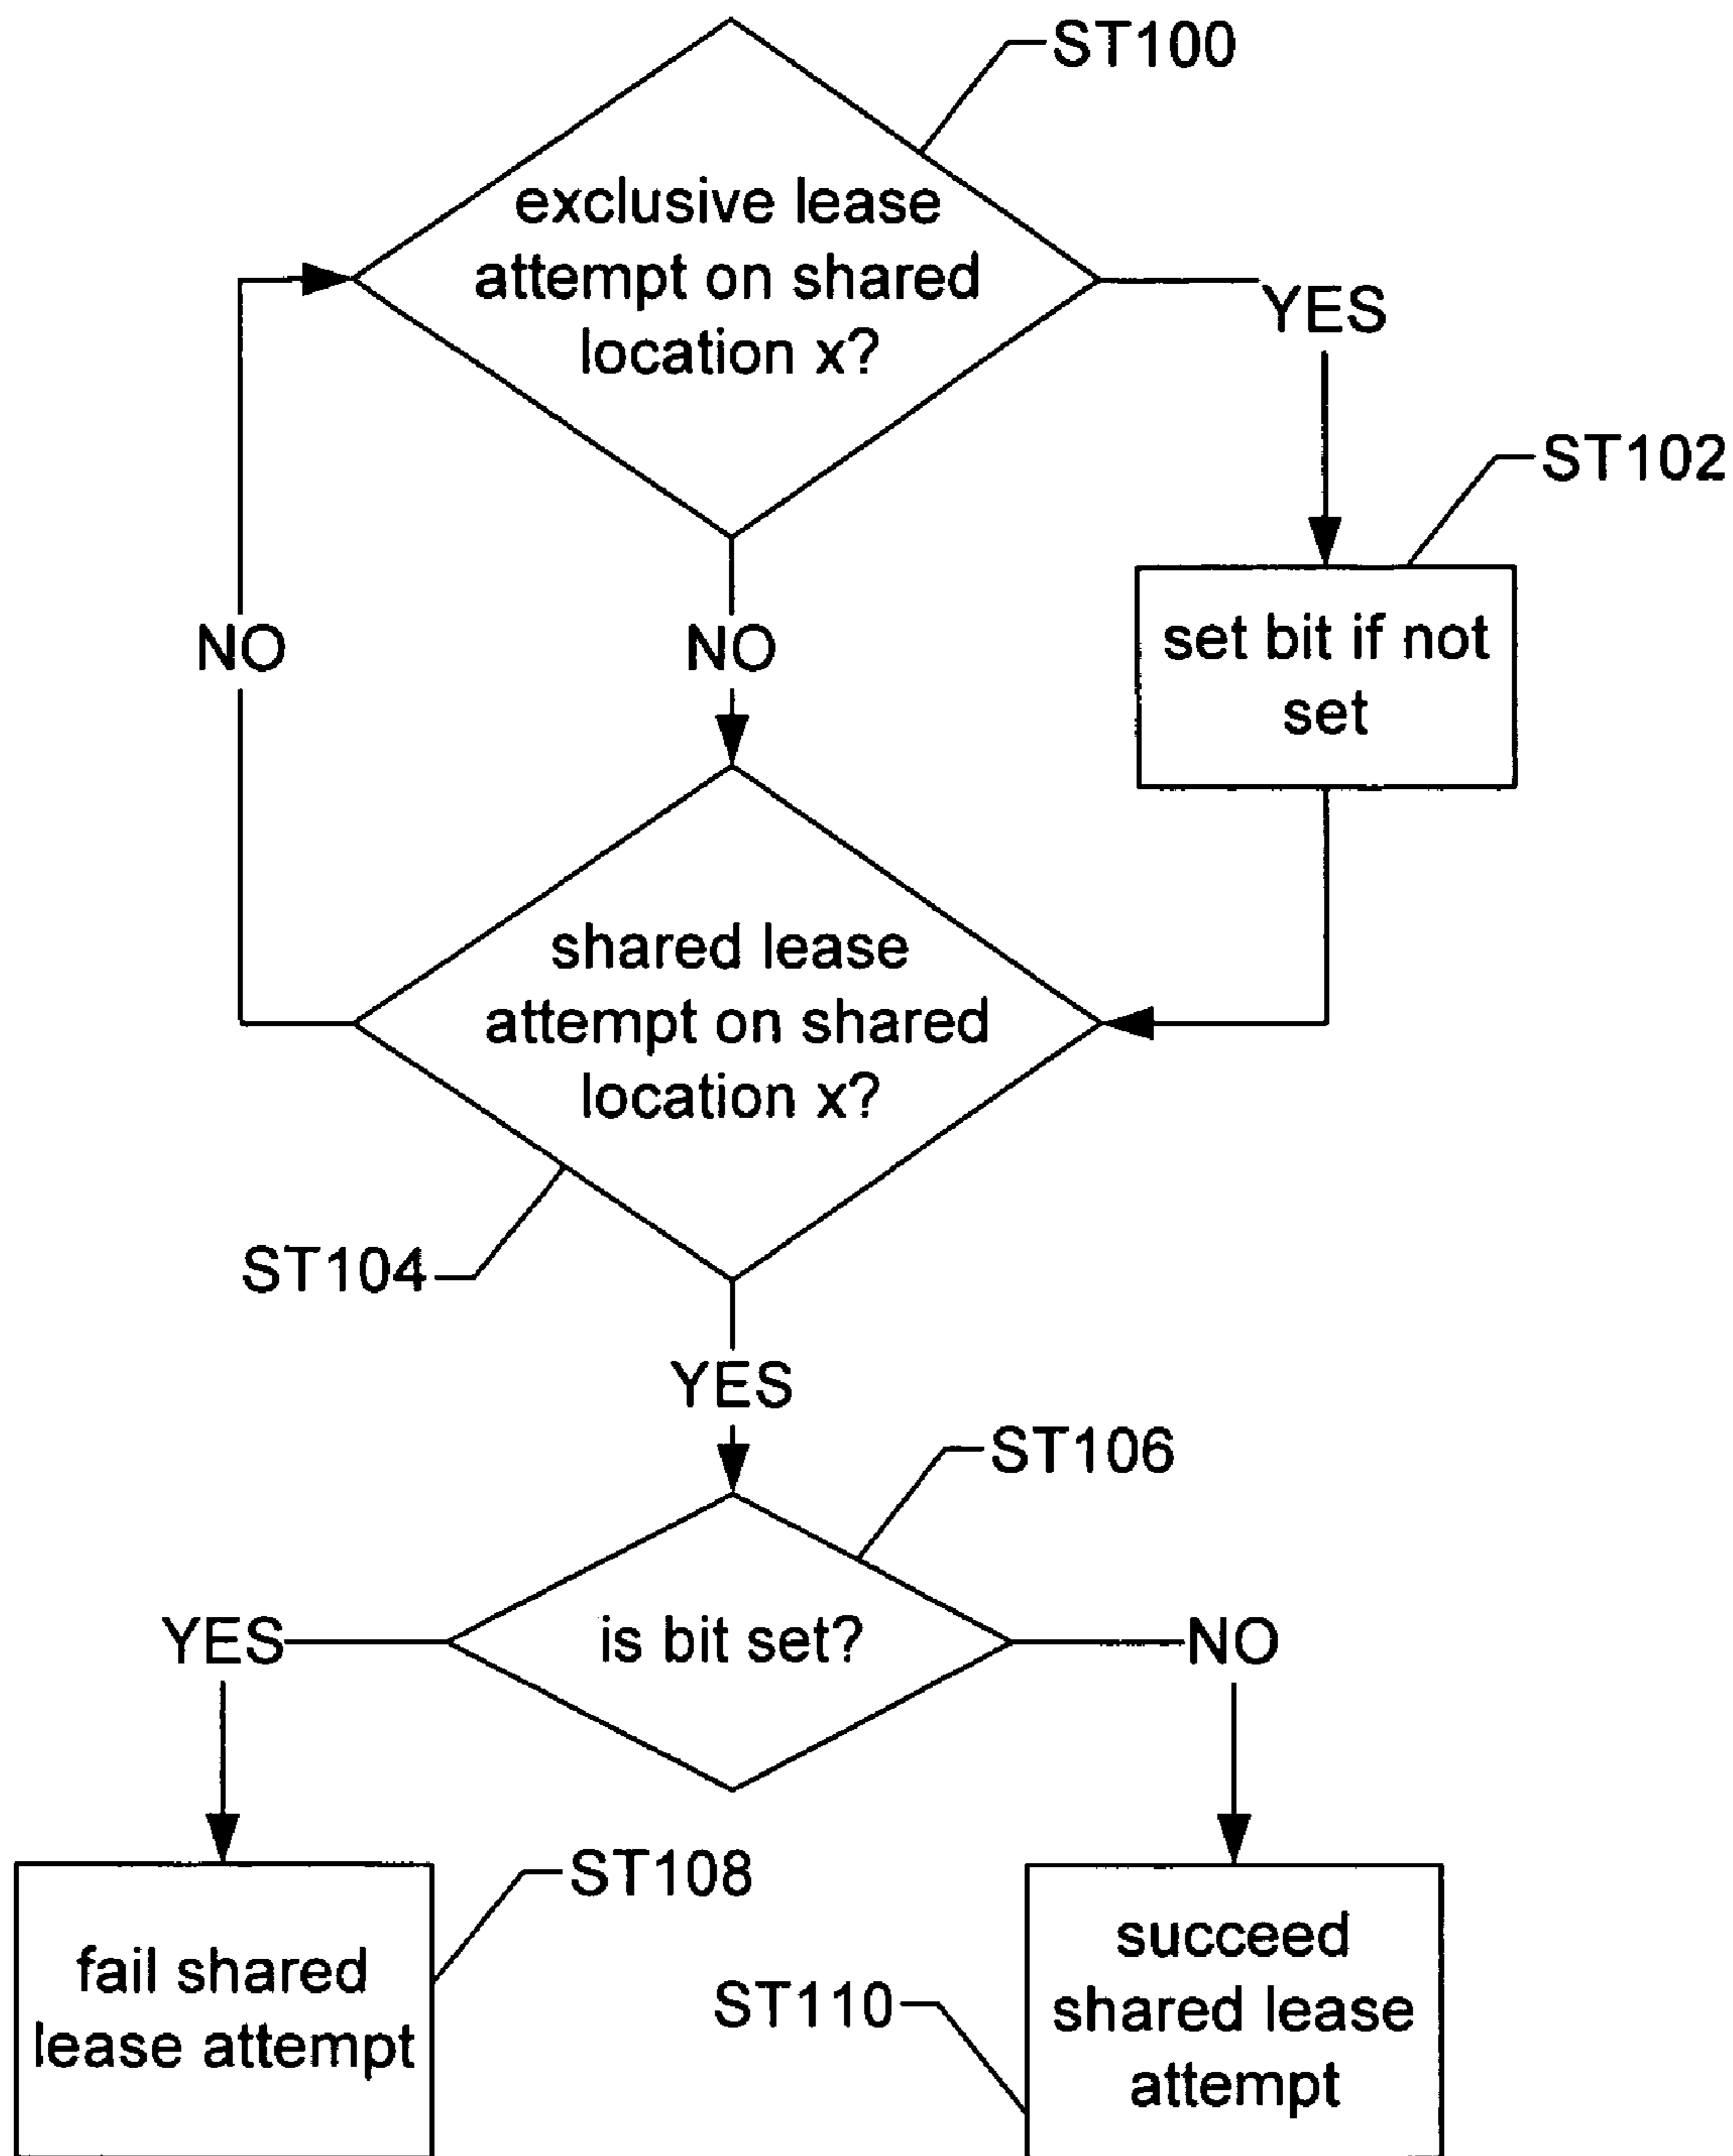 ST100
exclusive lease
attempt on shared
location x?
YES
ST102
NO
NO
set bit if not
set
shared lease
attempt on shared
location x?
ST104
YES
ST106
YES
is bit set?
NO
ST108
fail shared
lease attempt
succeed
shared lease
attempt
ST110